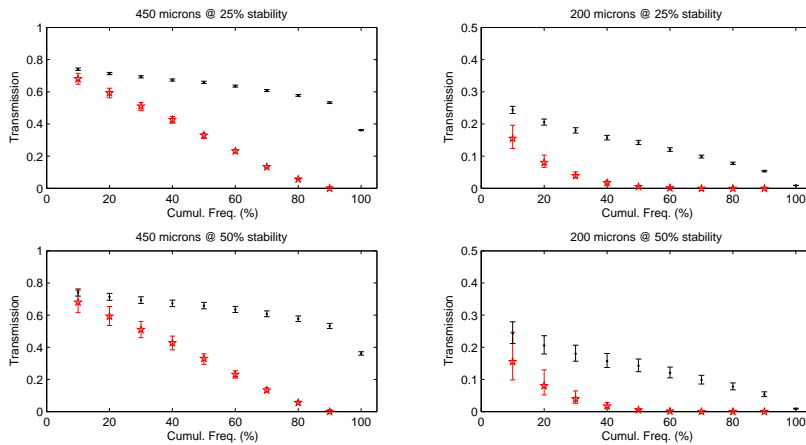 450 microns @ 25% stability
1
0.8
0.6
0.4
0.2
0
Transmission
0 20 40 60 80 100
Cumul. Freq. (%)
200 microns @ 25% stability
0.5
0.4
0.3
0.2
0.1
0
Transmission
0 20 40 60 80 100
Cumul. Freq. (%)
450 microns @ 50% stability
1
0.8
0.6
0.4
0.2
0
Transmission
0 20 40 60 80 100
Cumul. Freq. (%)
200 microns @ 50% stability
0.5
0.4
0.3
0.2
0.1
0
Transmission
0 20 40 60 80 100
Cumul. Freq. (%)